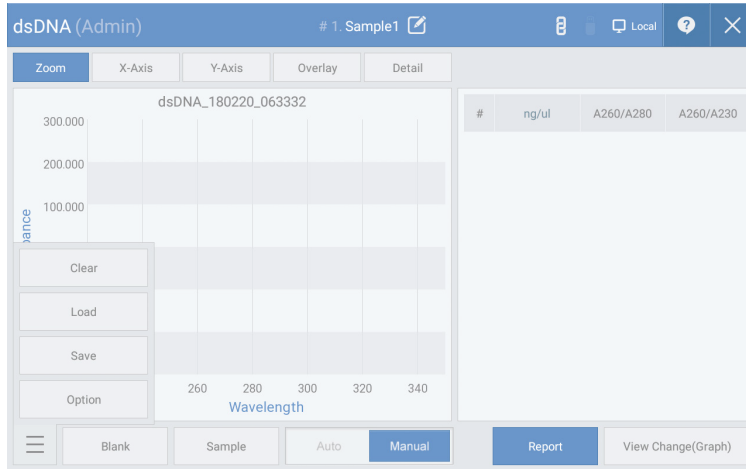 dsDNA (Admin)
# 1. Sample1
Local
?
Zoom
X-Axis
Y-Axis
Overlay
Detail
dsDNA_180220_063332
300.000
200.000
100.000
260
280
300
320
340
Wavelength
#
ng/ul
A260/A280
A260/A230
Clear
Load
Save
Option
Blank
Sample
Auto
Manual
Report
View Change(Graph)